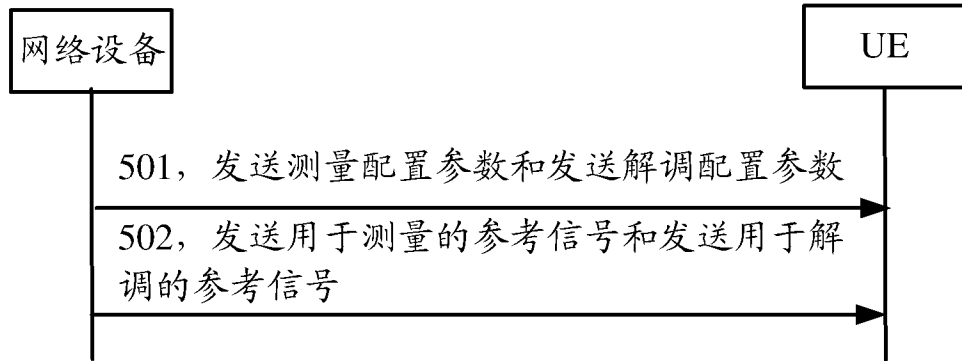 网络设备
UE
501，发送测量配置参数和发送解调配置参数
502，发送用于测量的参考信号和发送用于解
调的参考信号